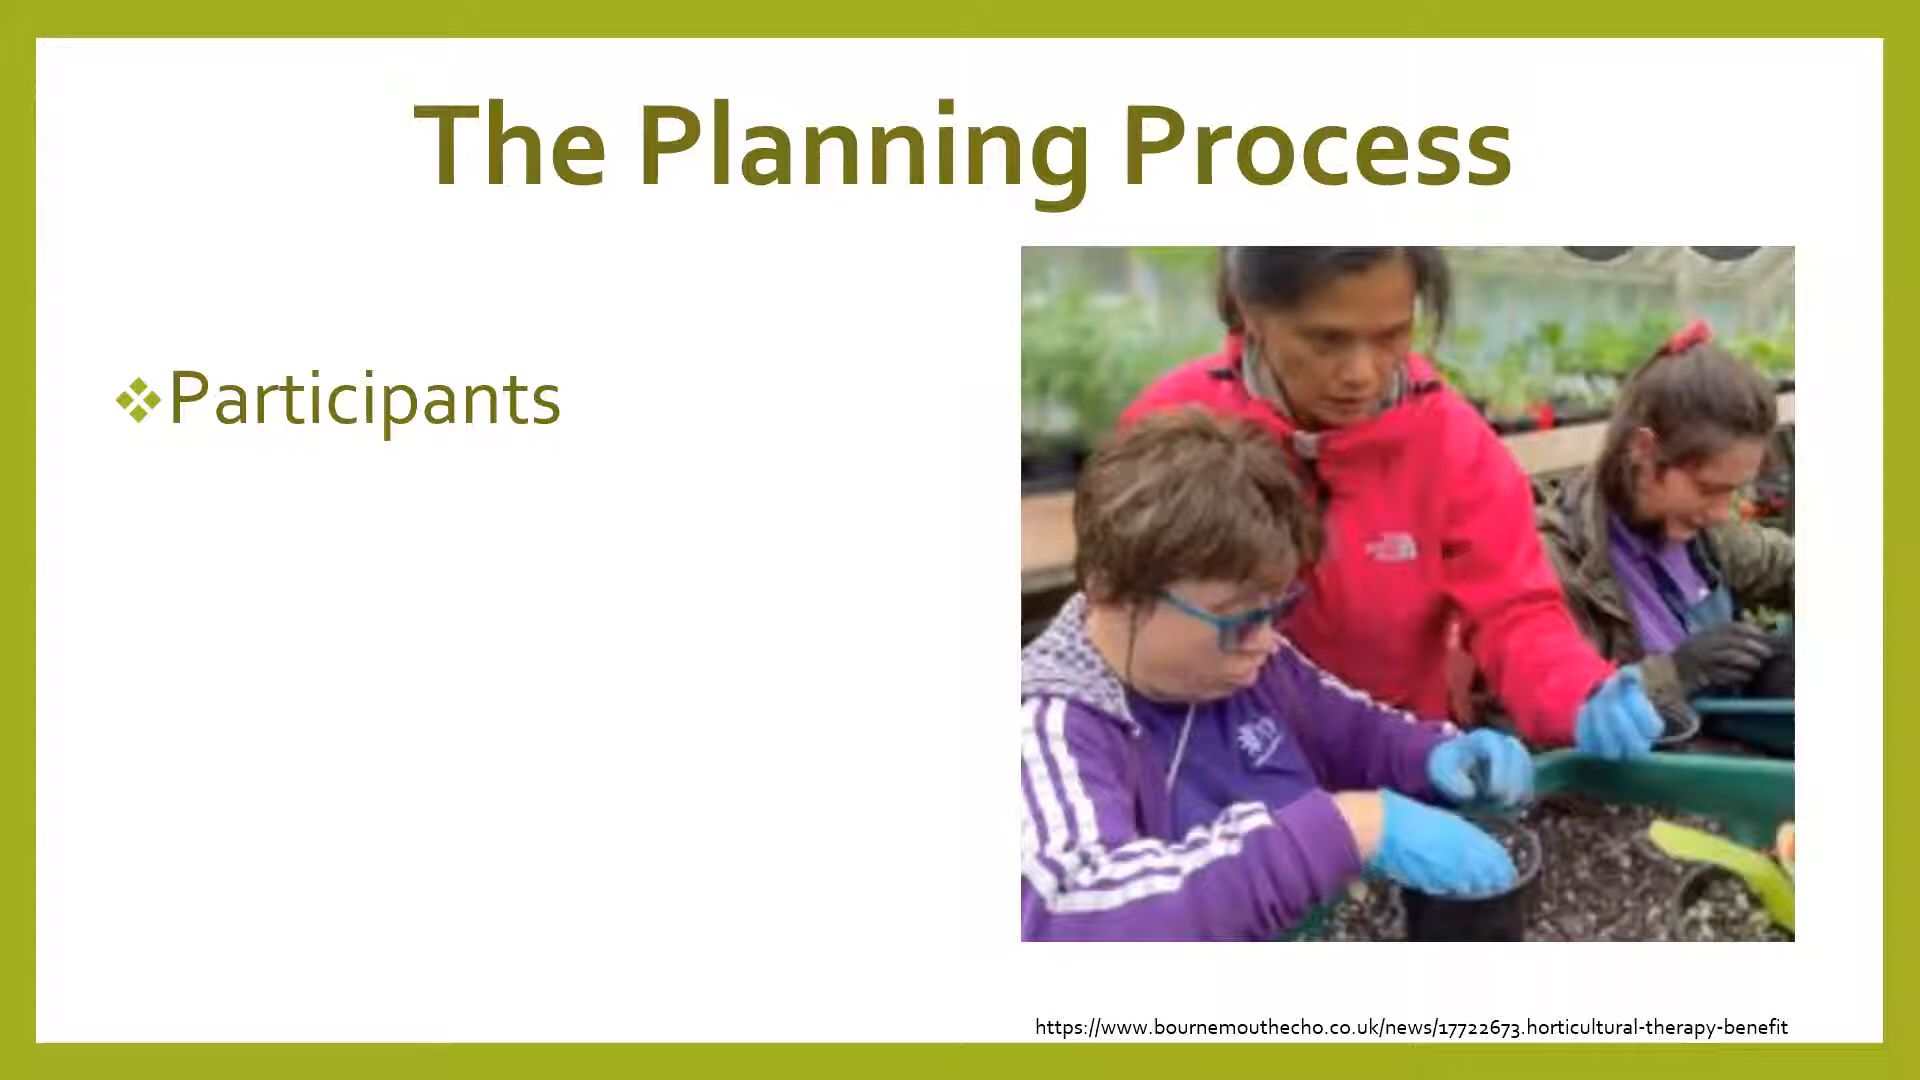 The Planning Process
Participants
https://www.bournemouthecho.co.uk/news/17722673.horticultural-therapy-benefit